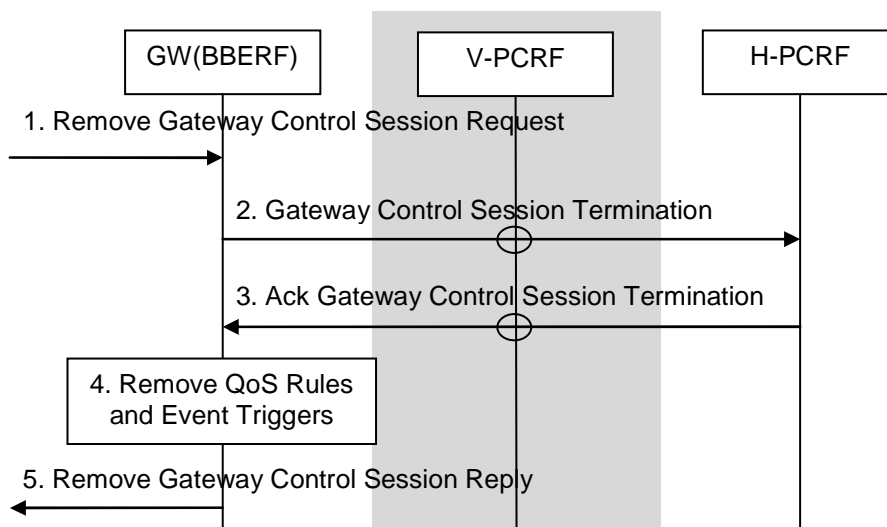 GW(BBERF)
V-PCRF
H-PCRF
1. Remove Gateway Control Session Request
2. Gateway Control Session Termination
3. Ack Gateway Control Session Termination
4. Remove QoS Rules
and Event Triggers
5. Remove Gateway Control Session Reply